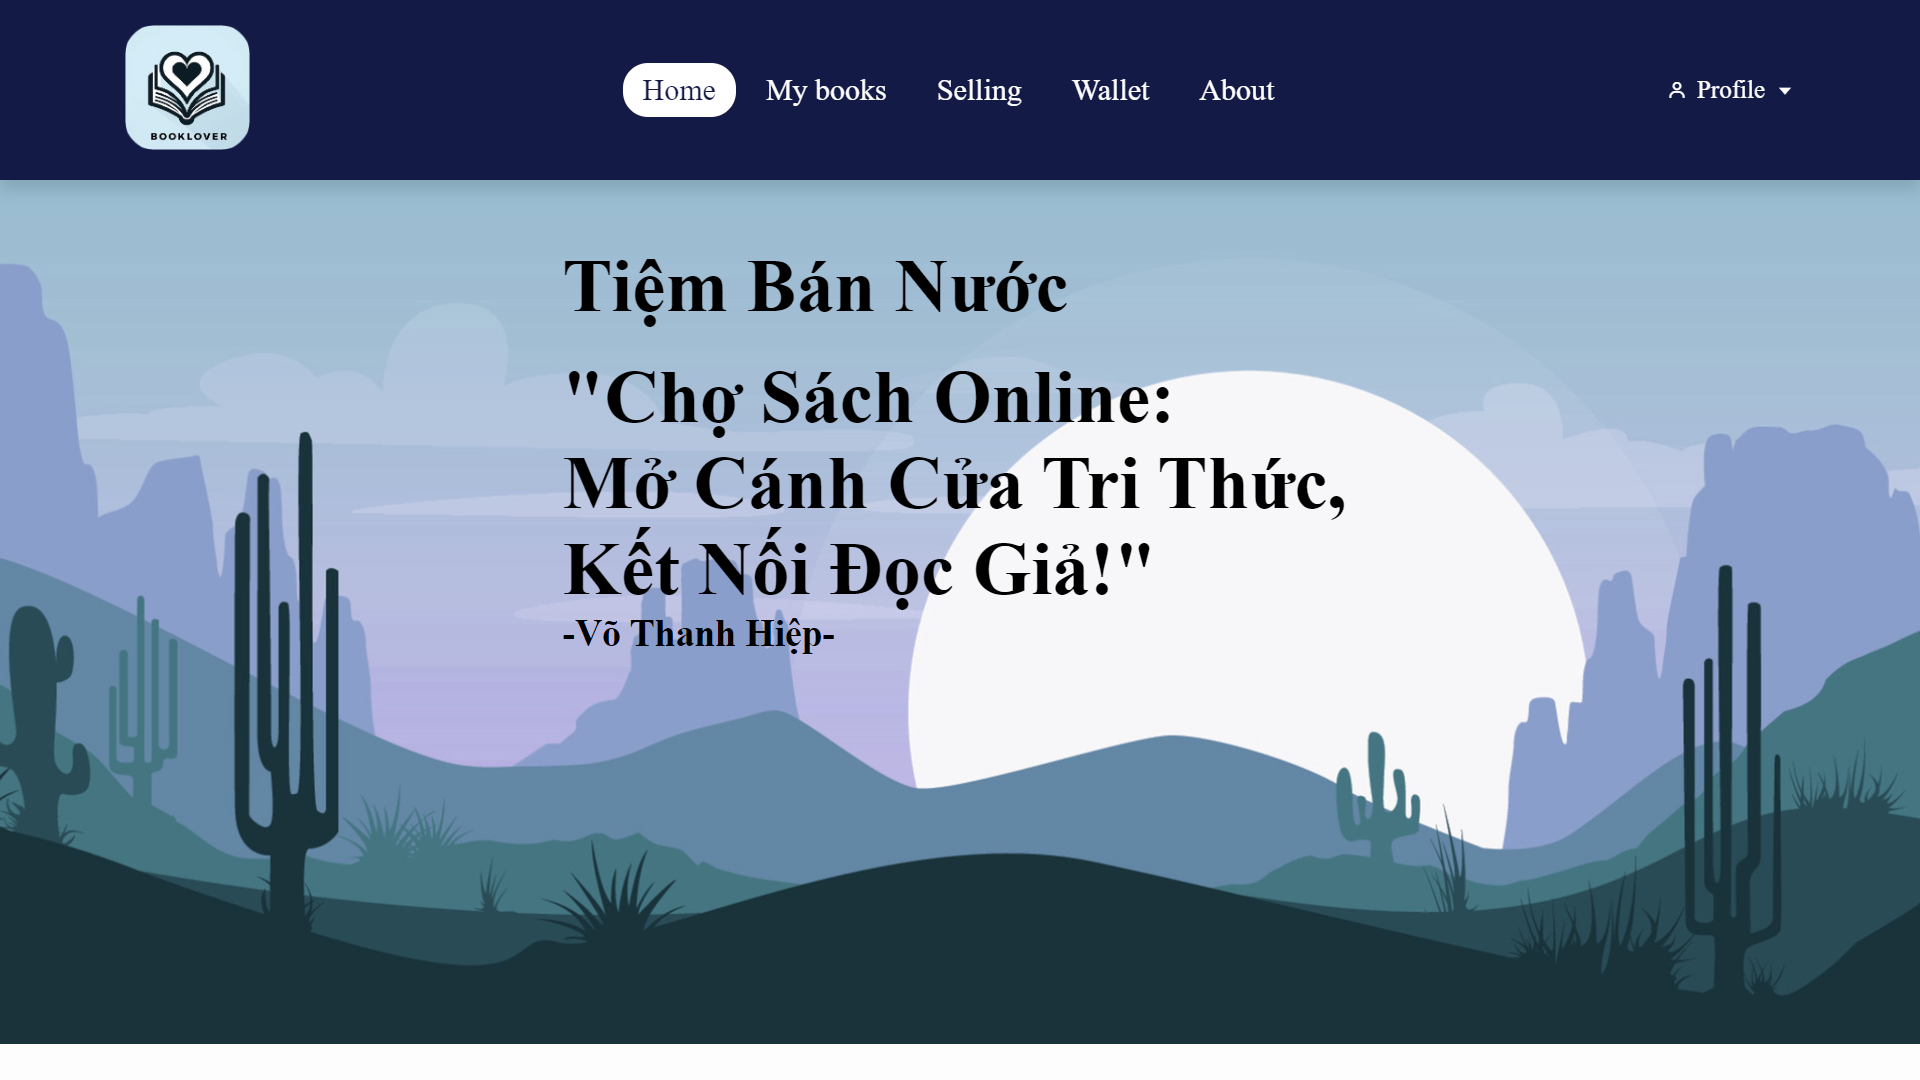 BOOKLOVER
Home
My books
Selling
Wallet
About
Profile
Tiệm Bán Nước
"Chợ Sách Online:
Mở Cánh Cửa Tri Thức,
Kết Nối Đọc Giả!"
-Võ Thanh Hiệp-